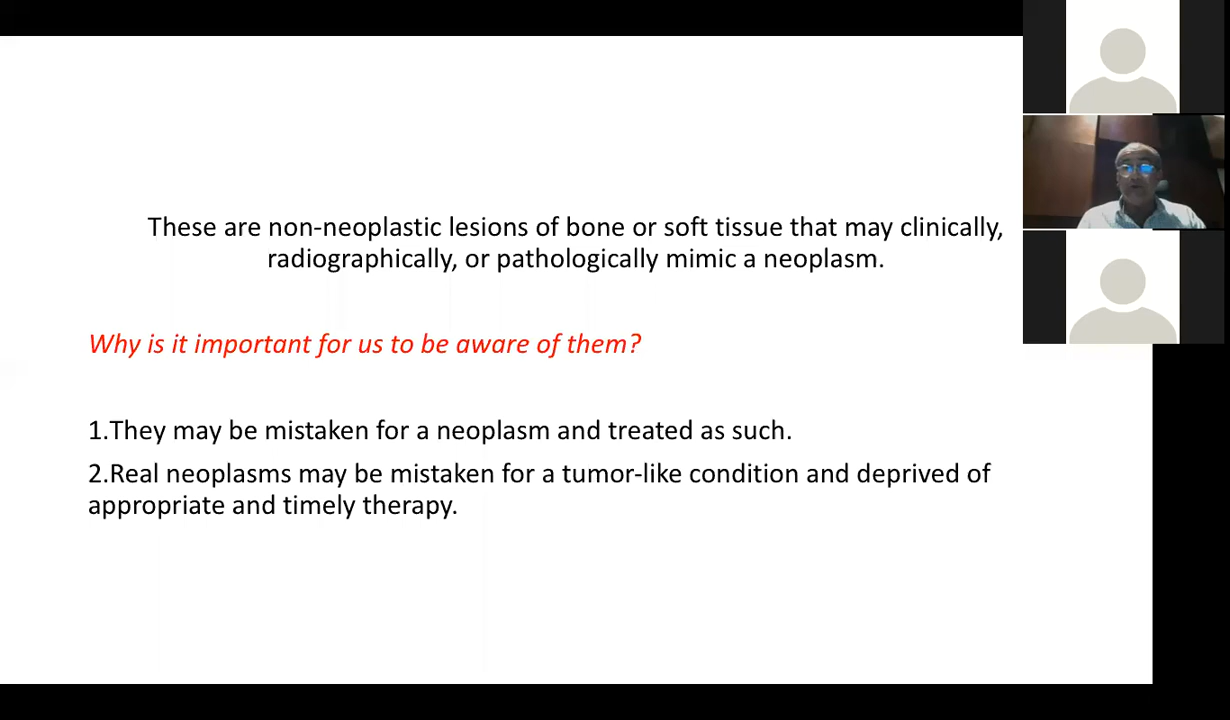 These are non-neoplastic lesions of bone or soft tissue that may clinically,
radiographically, or pathologically mimic a neoplasm.
Why is it important for us to be aware of them?
1.They may be mistaken for a neoplasm and treated as such.
2.Real neoplasms may be mistaken for a tumor-like condition and deprived of
appropriate and timely therapy.